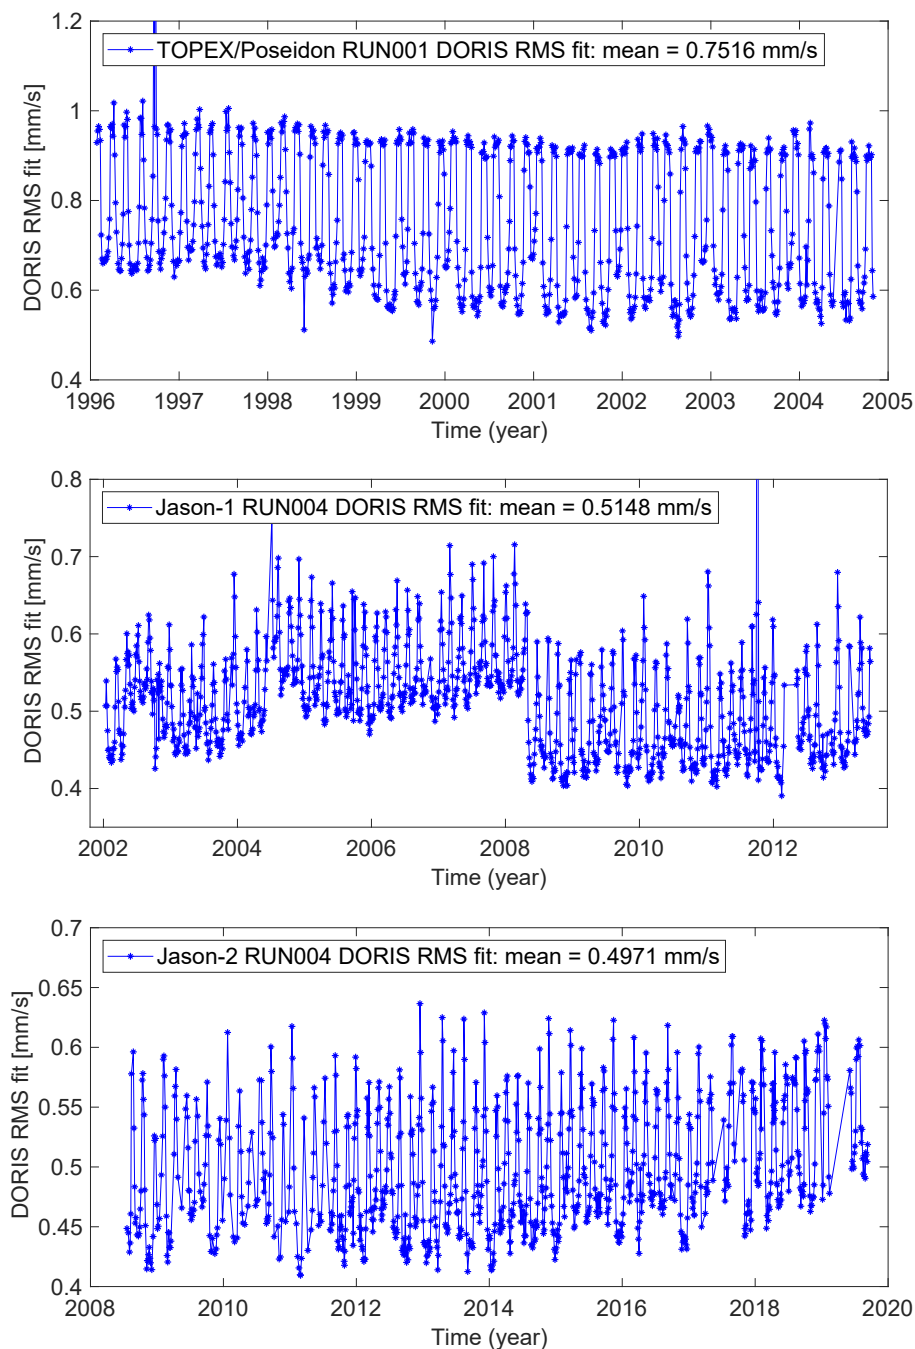 TOPEX/Poseidon RUN001 DORIS RMS fit: mean = 0.7516 mm/s
DORIS RMS fit [mm/s]
1.2
1
0.8
0.6
0.4
1996 1997 1998 1999 2000 2001 2002 2003 2004 2005
Time (year)
Jason-1 RUN004 DORIS RMS fit: mean = 0.5148 mm/s
DORIS RMS fit [mm/s]
0.8
0.7
0.6
0.5
0.4
2002 2004 2006 2008 2010 2012
Time (year)
Jason-2 RUN004 DORIS RMS fit: mean = 0.4971 mm/s
DORIS RMS fit [mm/s]
0.7
0.65
0.6
0.55
0.5
0.45
0.4
2008 2010 2012 2014 2016 2018 2020
Time (year)